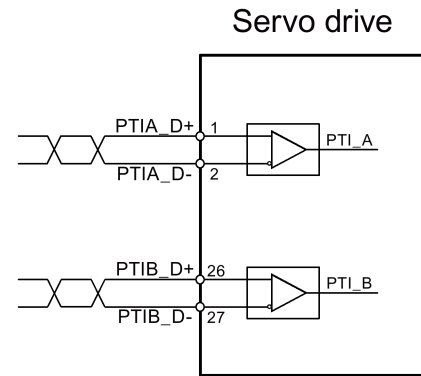 Servo drive
PTIA_D+ 1
PTI_A
PTIA_D- 2
PTIB_D+ 26
PTI_B
PTIB_D- 27